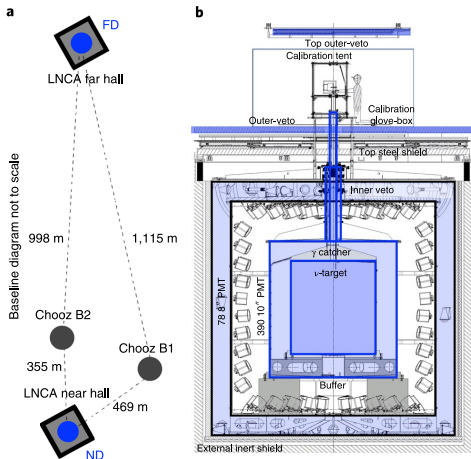 a
FD
LNCA far hall
Baseline diagram not to scale
998 m
1,115 m
Chooz B2
Chooz B1
355 m
LNCA near hall
469 m
ND
b
Top outer-veto
Calibration tent
Calibration
glove-box
Outer-veto
Top steel shield
Inner veto
γ catcher
ν-target
78 8" PMT
390 10" PMT
Buffer
External inert shield